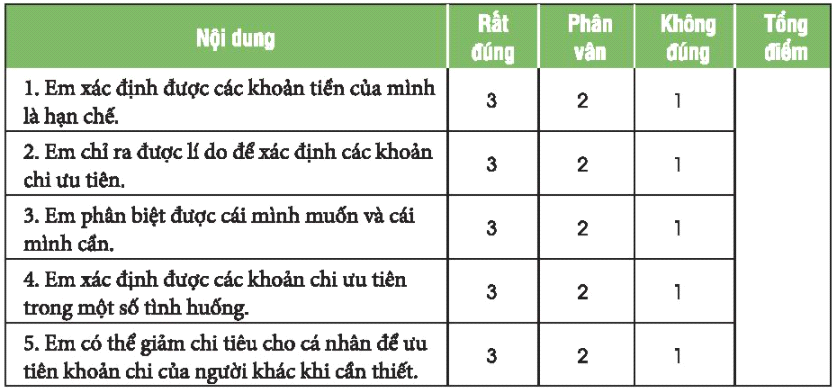 Nội dung
Rất đúng
Phân vân
Không đúng
Tổng điểm
1. Em xác định được các khoản tiền của mình
là hạn chế.
3 2 1
2. Em chỉ ra được lí do để xác định các khoản
chi ưu tiên.
3 2 1
3. Em phân biệt được cái mình muốn và cái
mình cần.
3 2 1
4. Em xác định được các khoản chi ưu tiên
trong một số tình huống.
3 2 1
5. Em có thể giảm chi tiêu cho cá nhân để ưu
tiên khoản chi của người khác khi cần thiết.
3 2 1